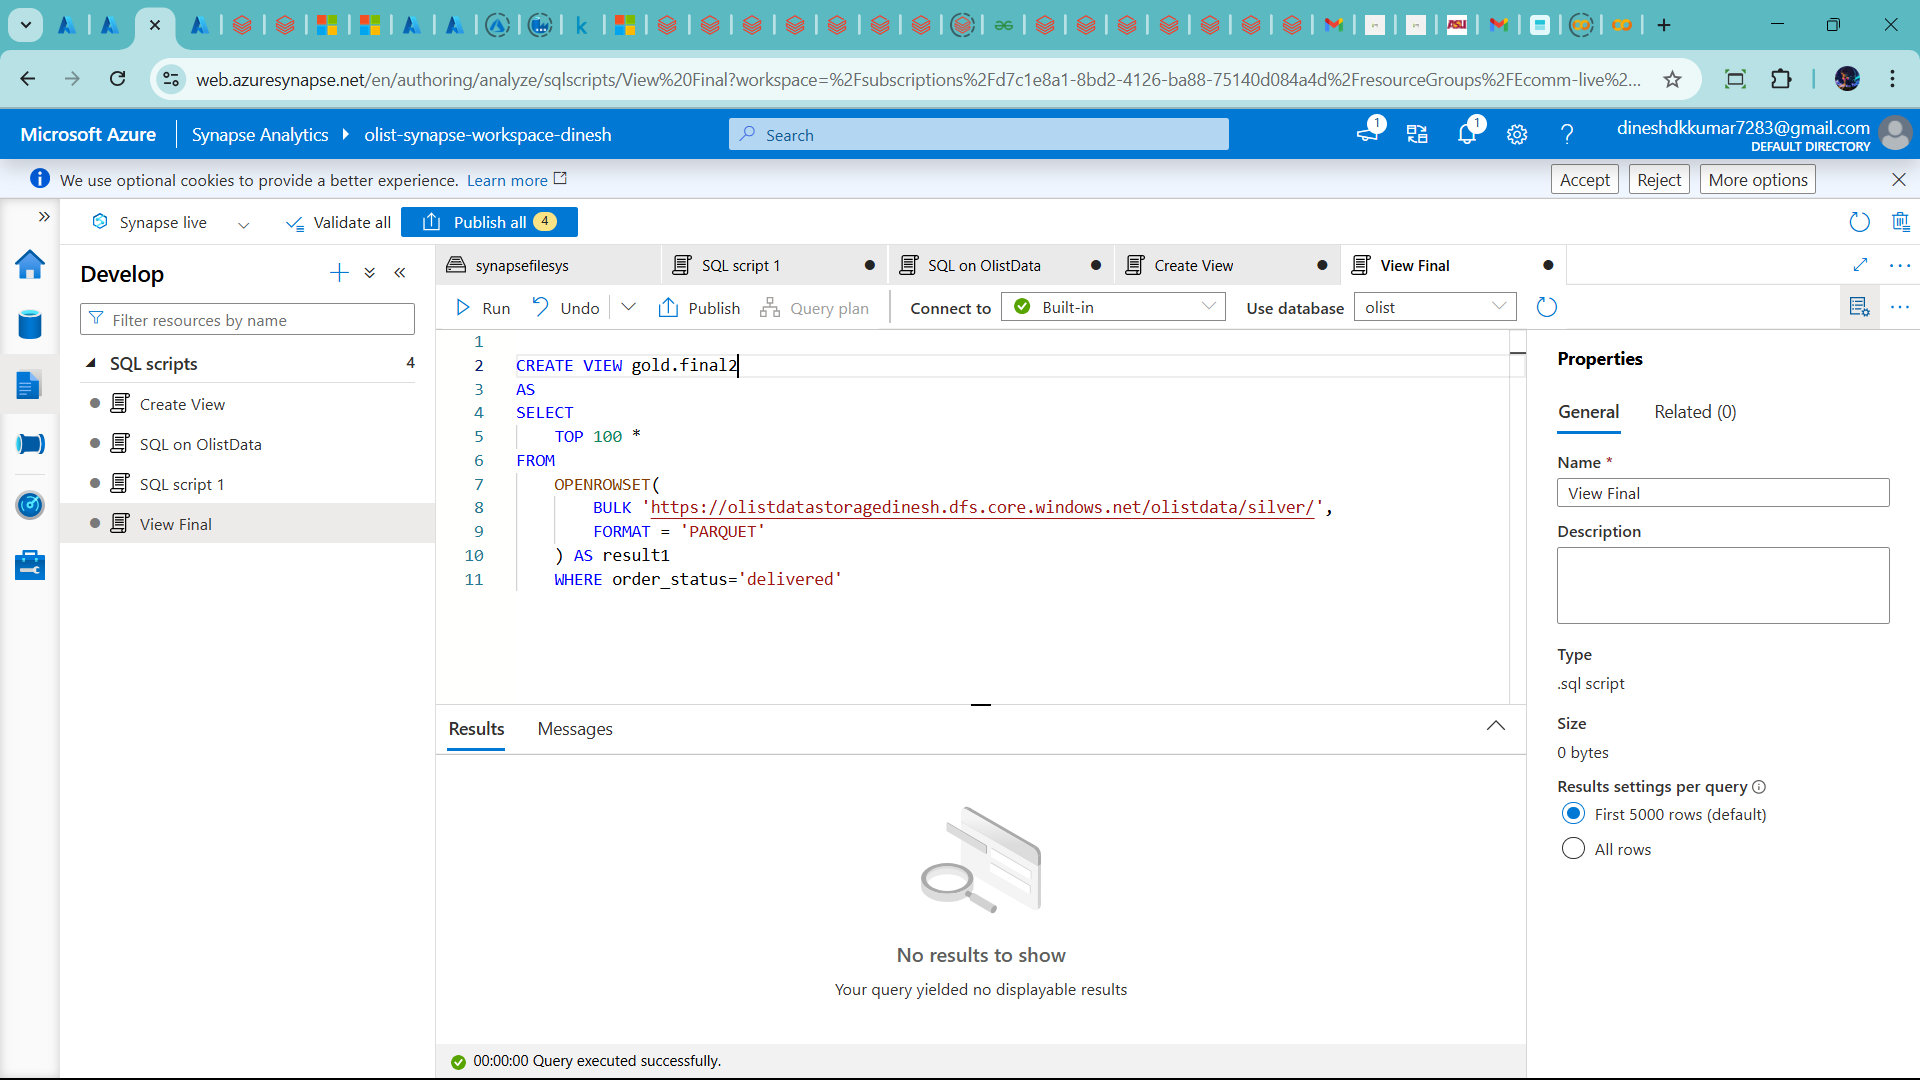 web.azuresynapse.net/en/authoring/analyze/sqlscripts/View%20Final?workspace=%2Fsubscriptions%2Fd7c1e8a1-8bd2-4126-ba88-75140d084a4d%2FresourceGroups%2FEcomm-live%2...
Microsoft Azure
Synapse Analytics
olist-synapse-workspace-dinesh
Search
1
1
dineshdkkumar7283@gmail.com
DEFAULT DIRECTORY
We use optional cookies to provide a better experience. Learn more
Accept
Reject
More options
Synapse live
Validate all
Publish all 4
Develop
Filter resources by name
SQL scripts 4
Create View
SQL on OlistData
SQL script 1
View Final
synapsefilesys
SQL script 1
SQL on OlistData
Create View
View Final
Run
Undo
Publish
Query plan
Connect to
Built-in
Use database
olist
1
2 CREATE VIEW gold.final2
3 AS
4 SELECT
5 TOP 100 *
6 FROM
7 OPENROWSET(
8 BULK 'https://olistdatastoragedinesh.dfs.core.windows.net/olistdata/silver/',
9 FORMAT = 'PARQUET'
10 ) AS result1
11 WHERE order_status='delivered'
Results
Messages
No results to show
Your query yielded no displayable results
00:00:00 Query executed successfully.
Properties
General
Related (0)
Name *
View Final
Description
Type
.sql script
Size
0 bytes
Results settings per query
First 5000 rows (default)
All rows